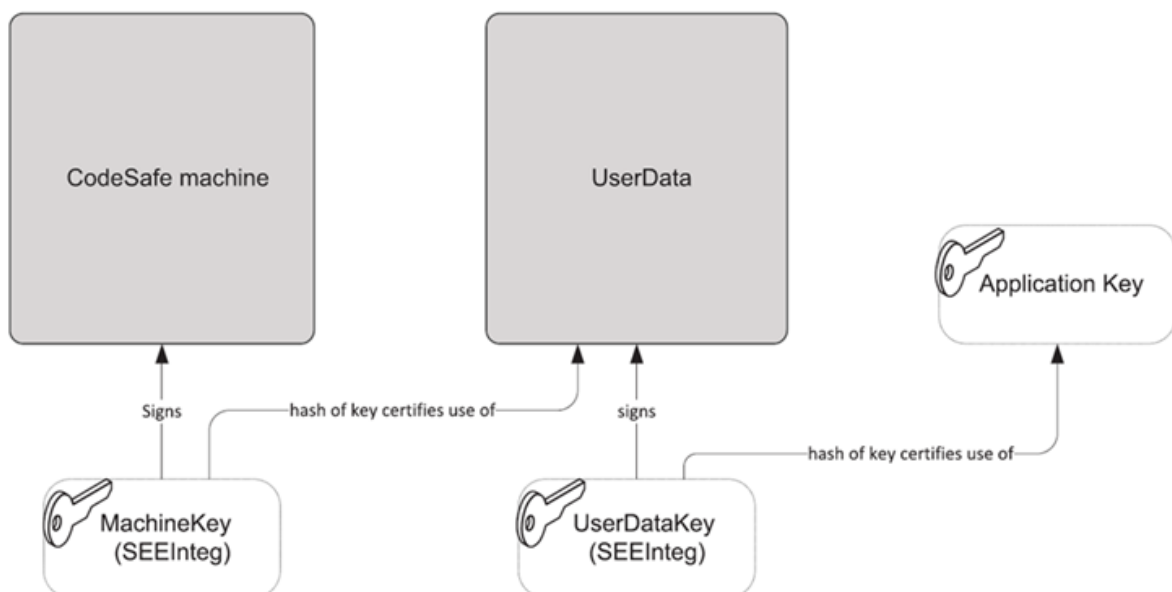 CodeSafe machine
UserData
Application Key
Signs
hash of key certifies use of
signs
hash of key certifies use of
MachineKey
(SEEInteg)
UserDataKey
(SEEInteg)